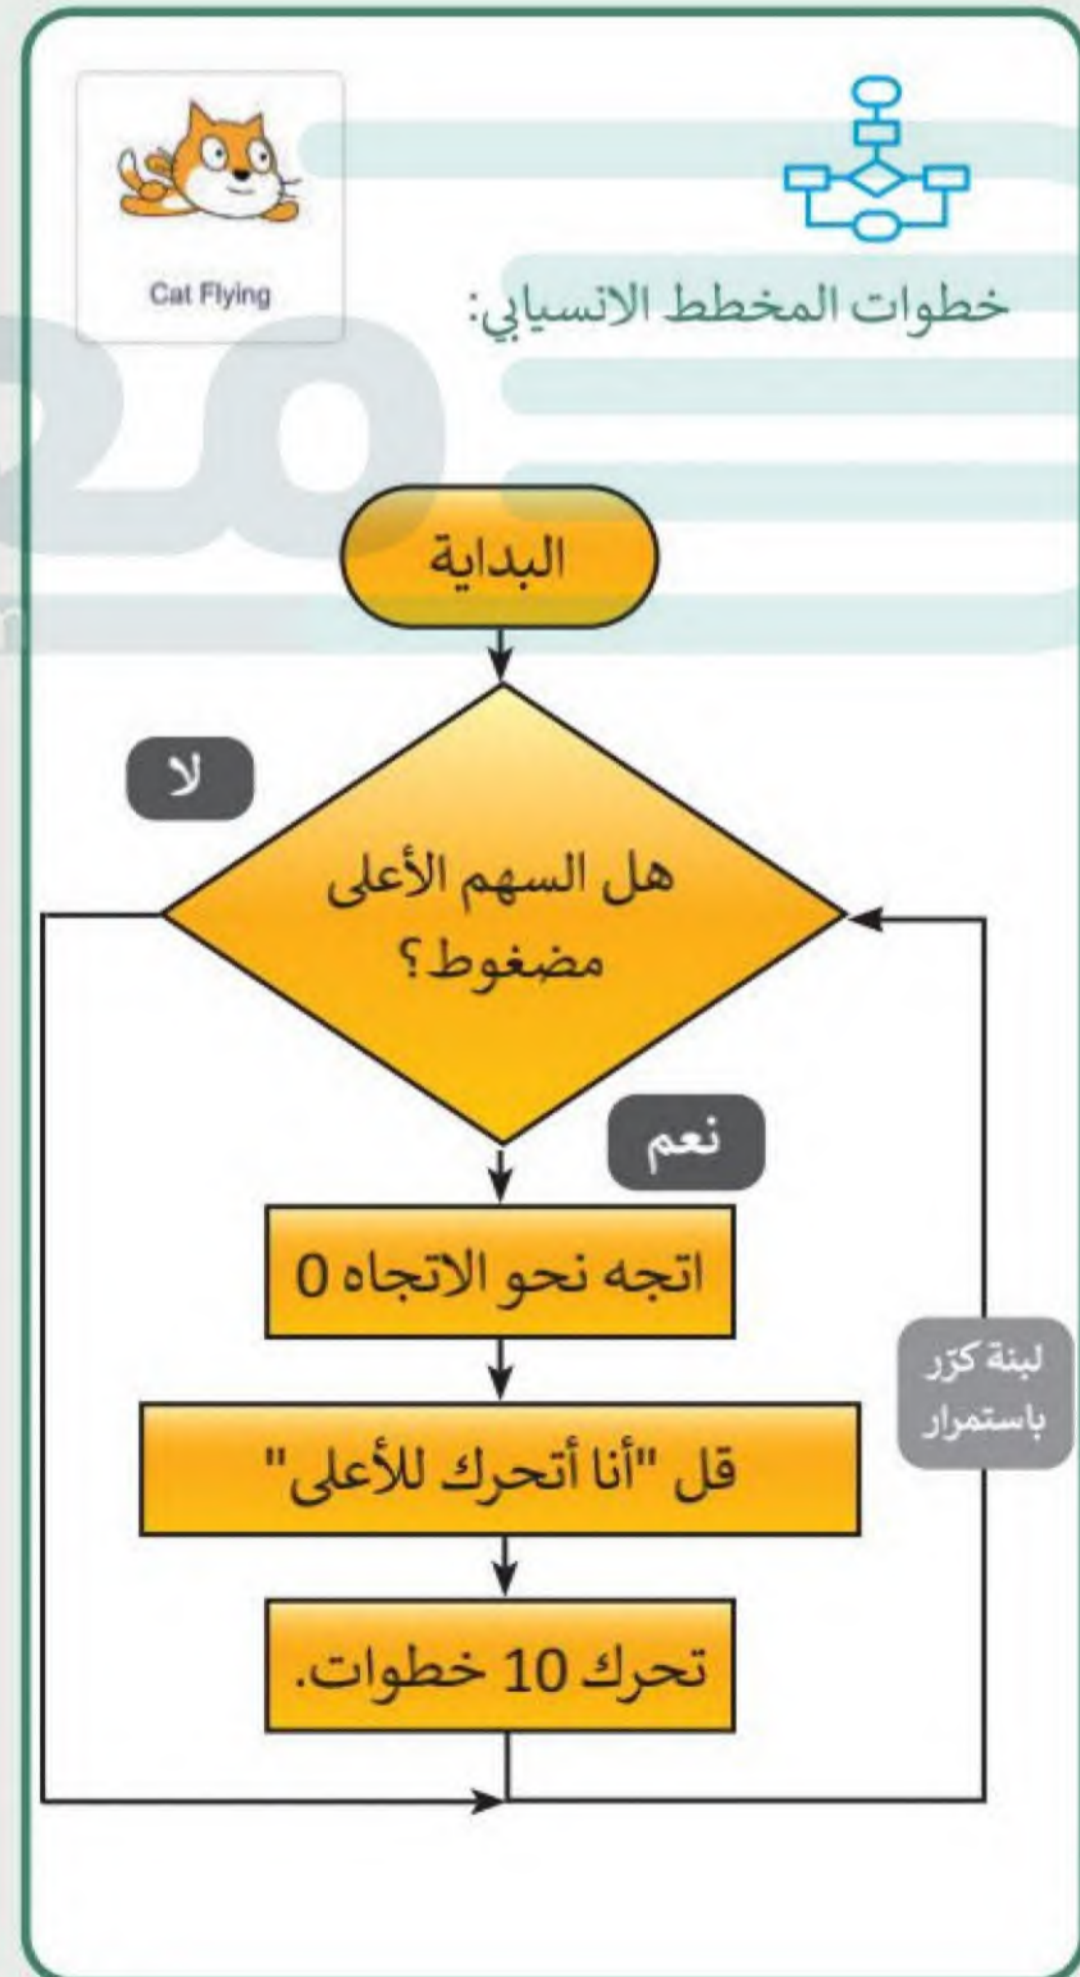 Cat Flying
خطوات المخطط الانسيابي:
البداية
لا
هل السهم الأعلى
مضغوط؟
نعم
اتجه نحو الاتجاه 0
لبنة كرّر
باستمرار
قل "أنا أتحرك للأعلى"
تحرك 10 خطوات.